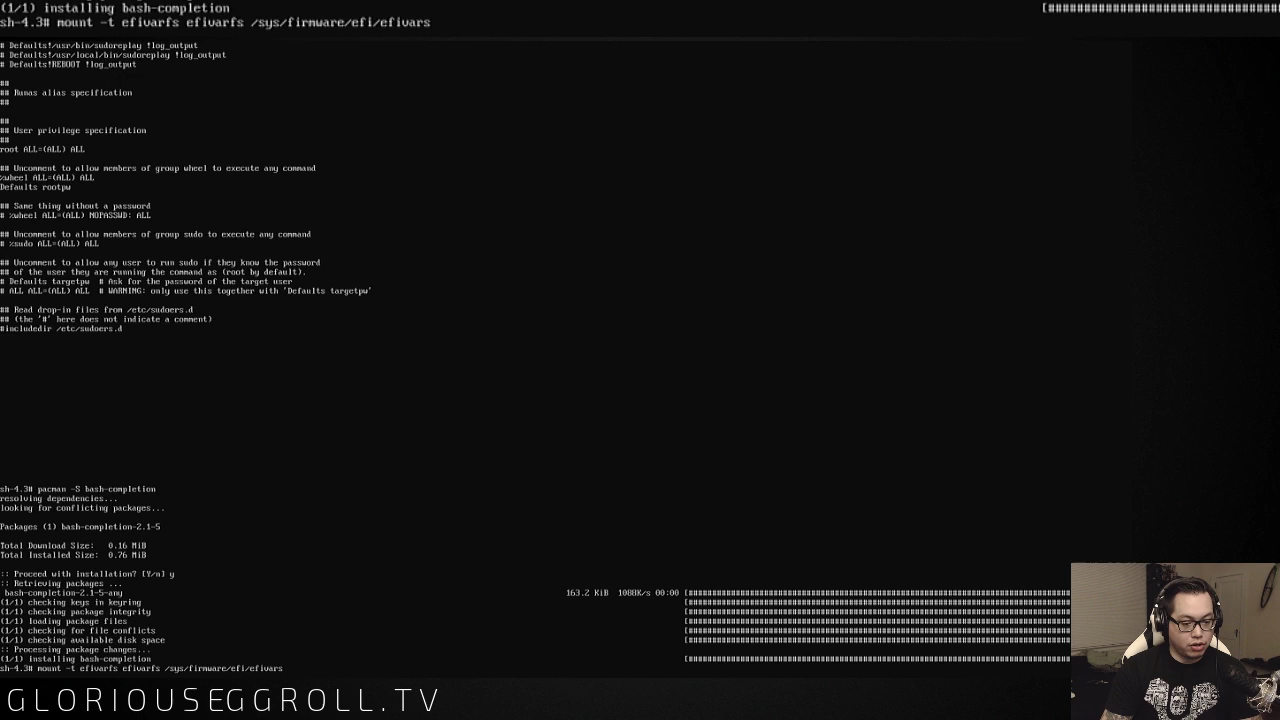 (1/1) installing bash-completion [###################################
sh-4.3# mount -t efivarfs efivarfs /sys/firmware/efi/efivars
# Defaults!/usr/bin/sudoreplay !log_output
# Defaults!/usr/local/bin/sudoreplay !log_output
# Defaults!REBOOT !log_output
##
## Runas alias specification
##
##
## User privilege specification
##
root ALL=(ALL) ALL
## Uncomment to allow members of group wheel to execute any command
%wheel ALL=(ALL) ALL
Defaults rootpw
## Same thing without a password
# %wheel ALL=(ALL) NOPASSWD: ALL
## Uncomment to allow members of group sudo to execute any command
# %sudo ALL=(ALL) ALL
## Uncomment to allow any user to run sudo if they know the password
## of the user they are running the command as (root by default).
# Defaults targetpw # Ask for the password of the target user
# ALL ALL=(ALL) ALL # WARNING: only use this together with 'Defaults targetpw'
## Read drop-in files from /etc/sudoers.d
## (the '#' here does not indicate a comment)
#includedir /etc/sudoers.d
sh-4.3# pacman -S bash-completion
resolving dependencies...
looking for conflicting packages...
Packages (1) bash-completion-2.1-5
Total Download Size: 0.16 MiB
Total Installed Size: 0.76 MiB
:: Proceed with installation? [Y/n] y
:: Retrieving packages ...
bash-completion-2.1-5-any 163.2 KiB 1088K/s 00:00 [###################################
(1/1) checking keys in keyring [###################################
(1/1) checking package integrity [###################################
(1/1) loading package files [###################################
(1/1) checking for file conflicts [###################################
(1/1) checking available disk space [###################################
:: Processing package changes...
(1/1) installing bash-completion [###################################
sh-4.3# mount -t efivarfs efivarfs /sys/firmware/efi/efivars
GLORIOUSEGGROLL.TV